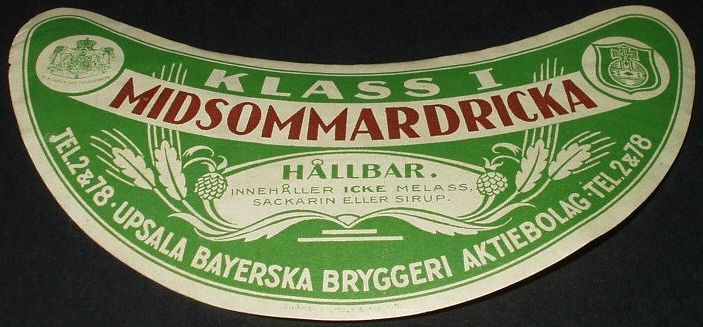 KLASS I
MIDSOMMARDRICKA
HÅLLBAR.
INNEHÅLLER ICKE MELASS,
SACKARIN ELLER SIRUP.
TEL. 2 & 78 · UPSALA BAYERSKA BRYGGERI AKTIEBOLAG · TEL. 2 & 78